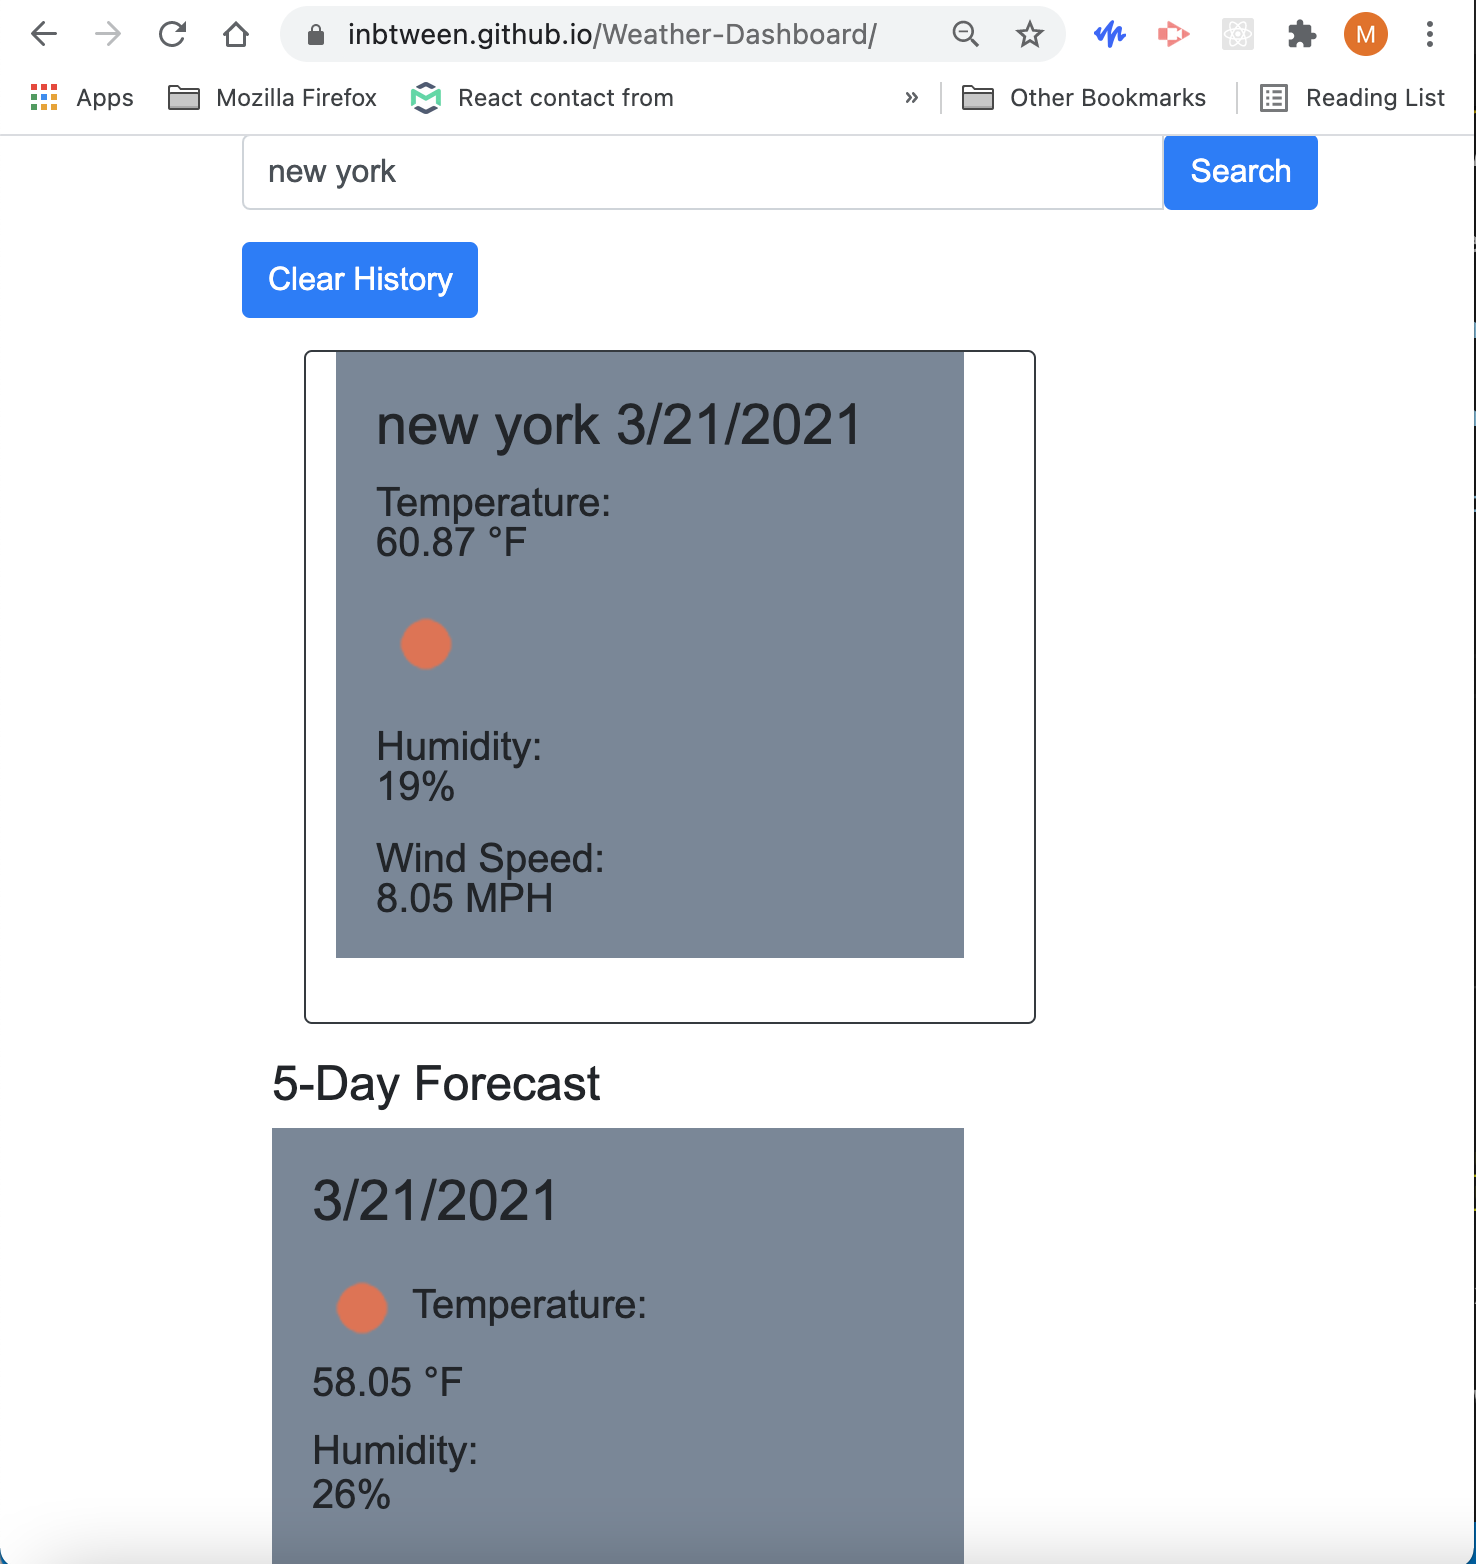 inbtween.github.io/Weather-Dashboard/
M
Apps
Mozilla Firefox
React contact from
»
Other Bookmarks
Reading List
new york
Search
Clear History
new york 3/21/2021
Temperature:
60.87 °F
Humidity:
19%
Wind Speed:
8.05 MPH
5-Day Forecast
3/21/2021
Temperature:
58.05 °F
Humidity:
26%